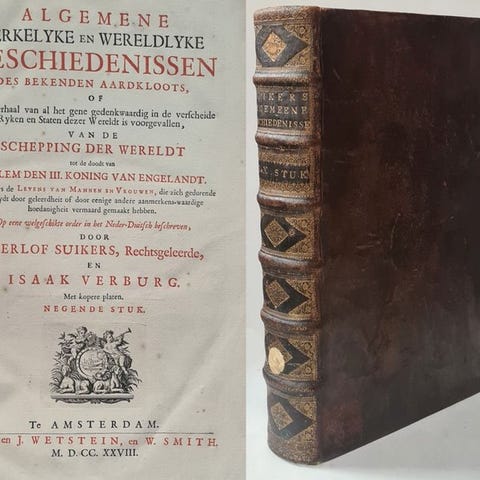 ALGEMENE
ERKELYKE EN WERELDLYKE
ESCHIEDENISSEN
DES BEKENDEN AARDKLOOTS,
OF
erhaal van al het gene gedenkwaardig in de verscheide
Ryken en Staten dezer Wereldt is voorgevallen,
VAN DE
SCHEPPING DER WERELDT
tot de doodt van
LEM DEN III. KONING VAN ENGELANDT.
s de LEVENS VAN MANNEN EN VROUWEN, die zich gedurende
ydt door geleerdheit of door eenige andere aanmerkens-waardige
hoedanigheit vermaard gemaakt hebben.
Op eene welgeschikte order in het Neder-Duitsch beschreven,
DOOR
ERLOF SUIKERS, Rechtsgeleerde,
EN
ISAAK VERBURG.
Met kopere platen.
NEGENDE STUK.
Te AMSTERDAM.
en J. WETSTEIN, en W. SMITH.
M. D. CC. XXVIII.
UIKERS
GEMEENE
CHIEDENISSE
STUK